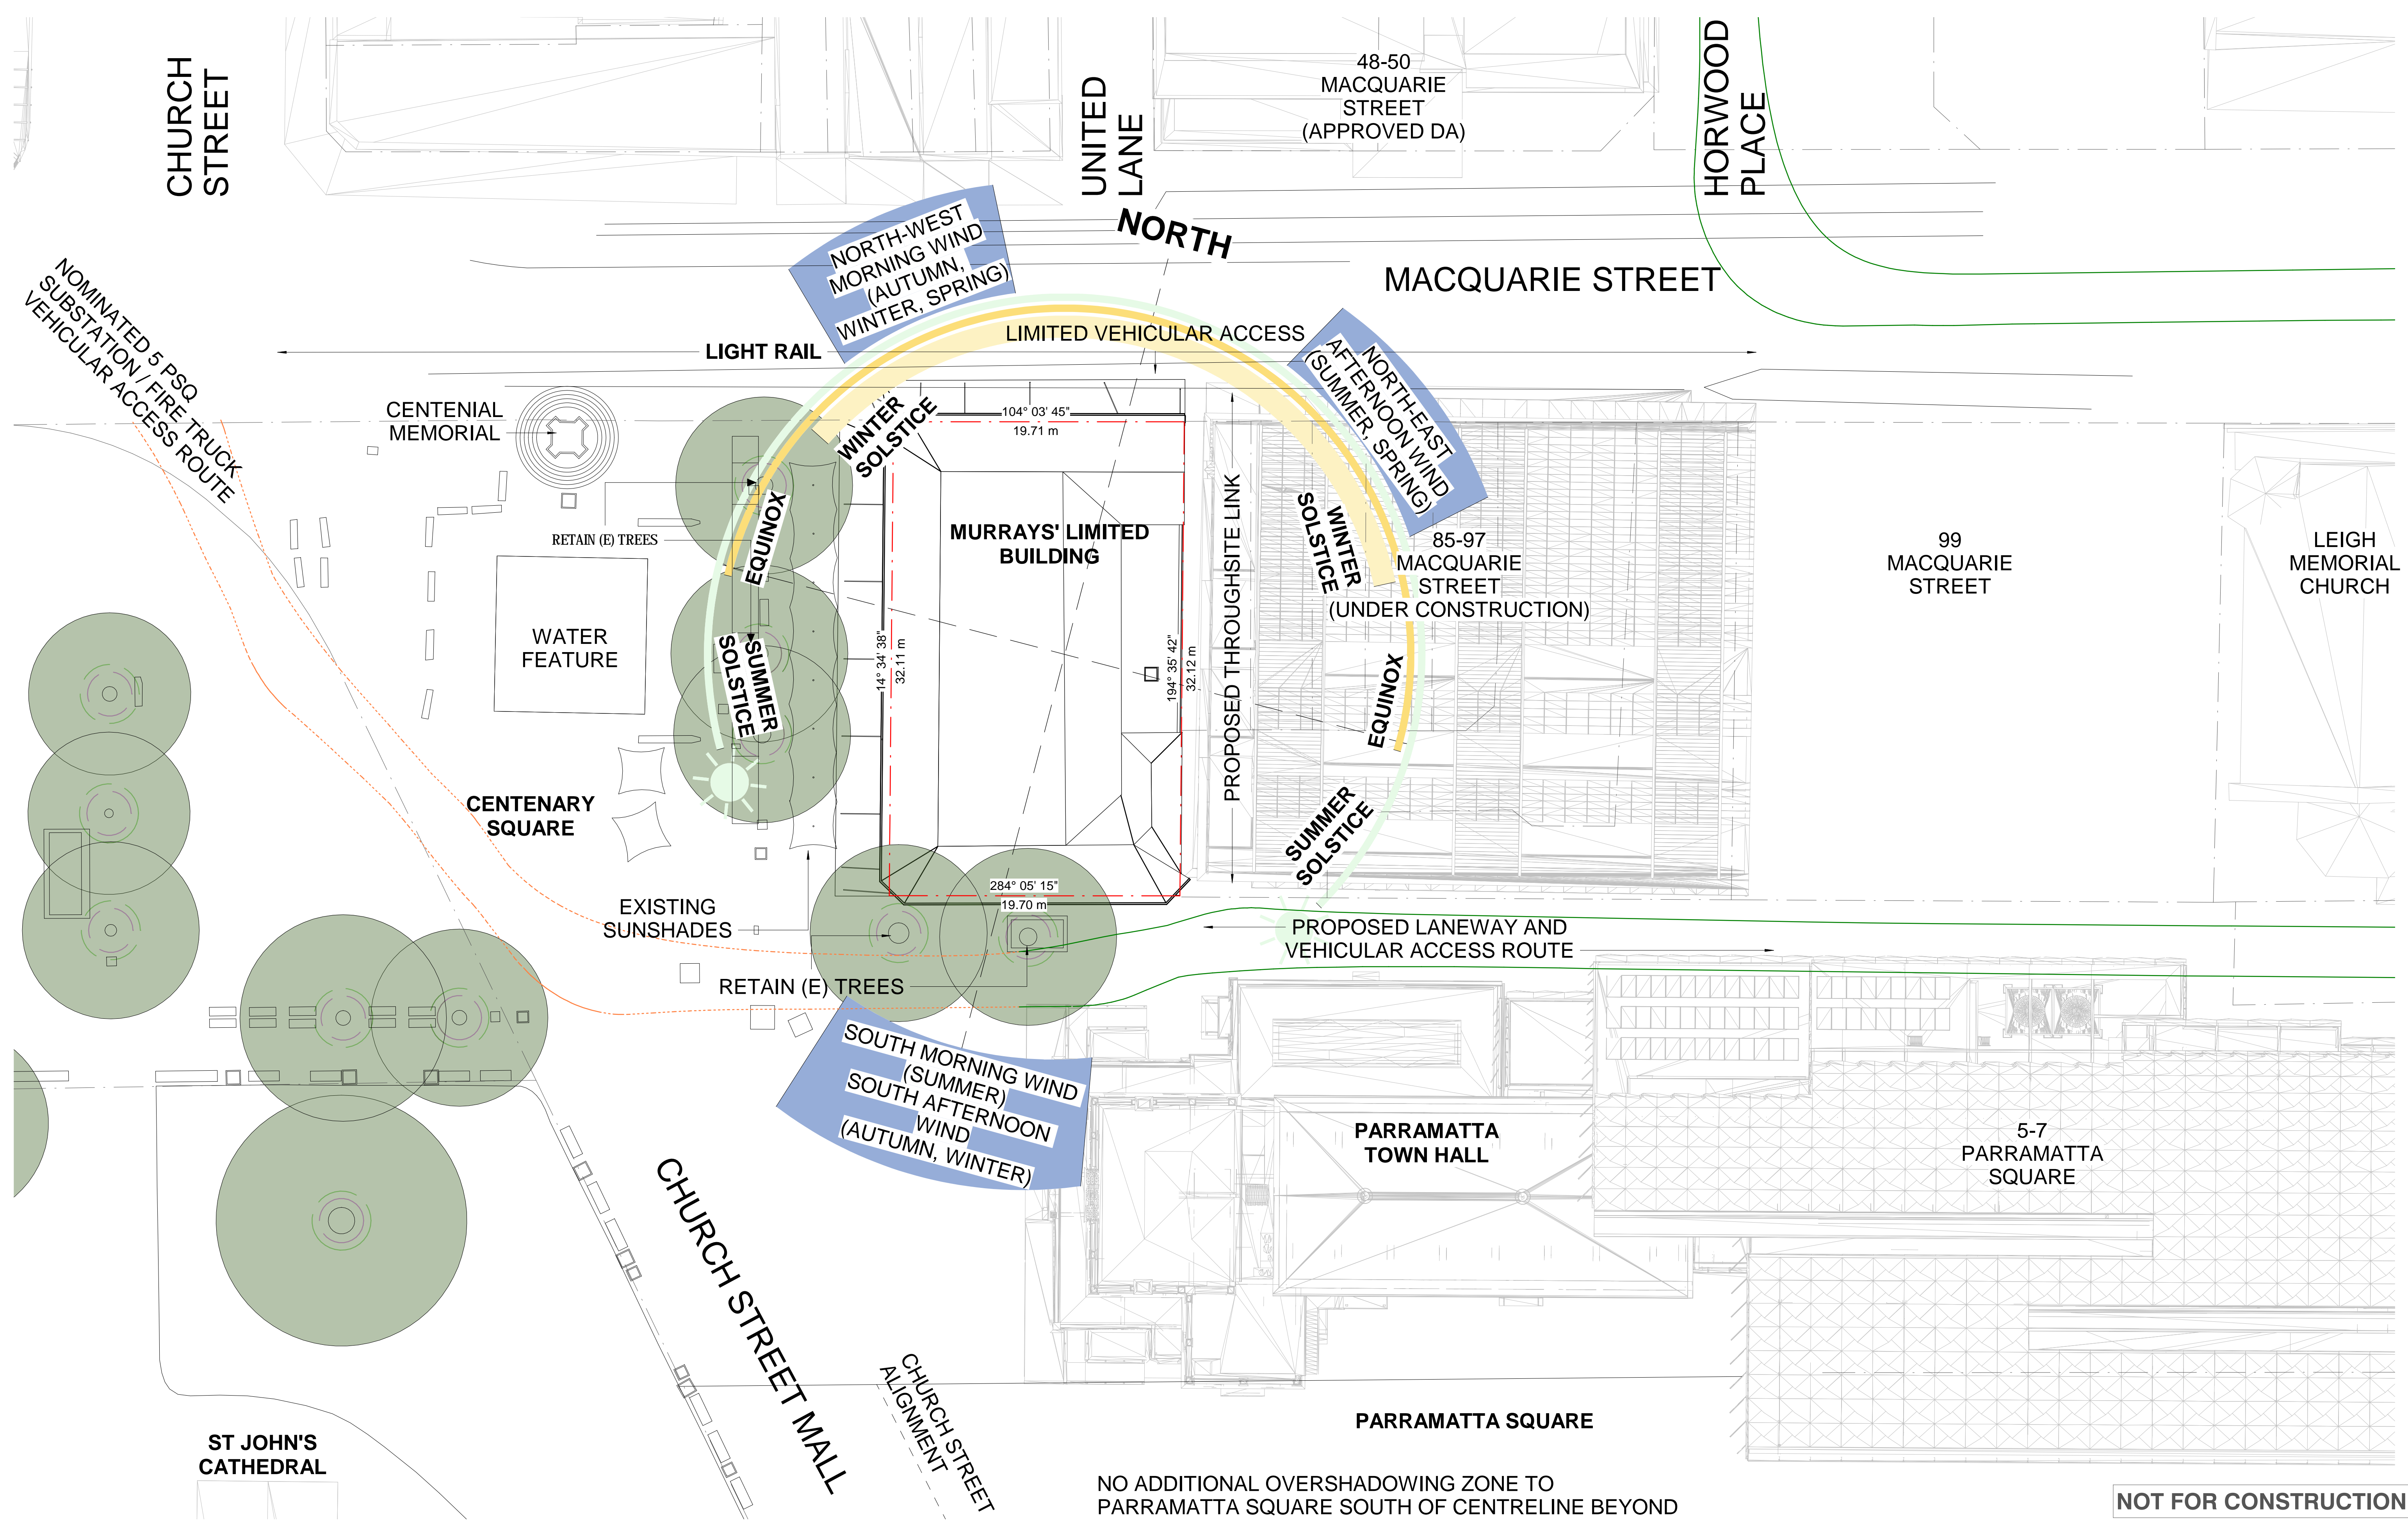 CHURCH
STREET
UNITED
LANE
48-50
MACQUARIE
STREET
(APPROVED DA)
HORWOOD
PLACE
NORTH-WEST
MORNING WIND
(AUTUMN,
WINTER, SPRING)
NORTH
MACQUARIE STREET
NOMINATED 5 PSQ
SUBSTATION / FIRE TRUCK
VEHICULAR ACCESS ROUTE
LIMITED VEHICULAR ACCESS
LIGHT RAIL
NORTH-EAST
AFTERNOON WIND
(SUMMER, SPRING)
CENTENIAL
MEMORIAL
WINTER
SOLSTICE
104° 03' 45"
19.71 m
RETAIN (E) TREES
EQUINOX
MURRAYS' LIMITED
BUILDING
PROPOSED THROUGHSITE LINK
WINTER
SOLSTICE
85-97
MACQUARIE
STREET
(UNDER CONSTRUCTION)
99
MACQUARIE
STREET
LEIGH
MEMORIAL
CHURCH
WATER
FEATURE
SUMMER
SOLSTICE
14° 34' 38"
32.11 m
194° 35' 42"
32.12 m
EQUINOX
CENTENARY
SQUARE
SUMMER
SOLSTICE
284° 05' 15"
19.70 m
EXISTING
SUNSHADES
PROPOSED LANEWAY AND
VEHICULAR ACCESS ROUTE
RETAIN (E) TREES
SOUTH MORNING WIND
(SUMMER)
SOUTH AFTERNOON
WIND
(AUTUMN, WINTER)
PARRAMATTA
TOWN HALL
5-7
PARRAMATTA
SQUARE
CHURCH STREET MALL
CHURCH STREET
ALIGNMENT
PARRAMATTA SQUARE
ST JOHN'S
CATHEDRAL
NO ADDITIONAL OVERSHADOWING ZONE TO
PARRAMATTA SQUARE SOUTH OF CENTRELINE BEYOND
NOT FOR CONSTRUCTION